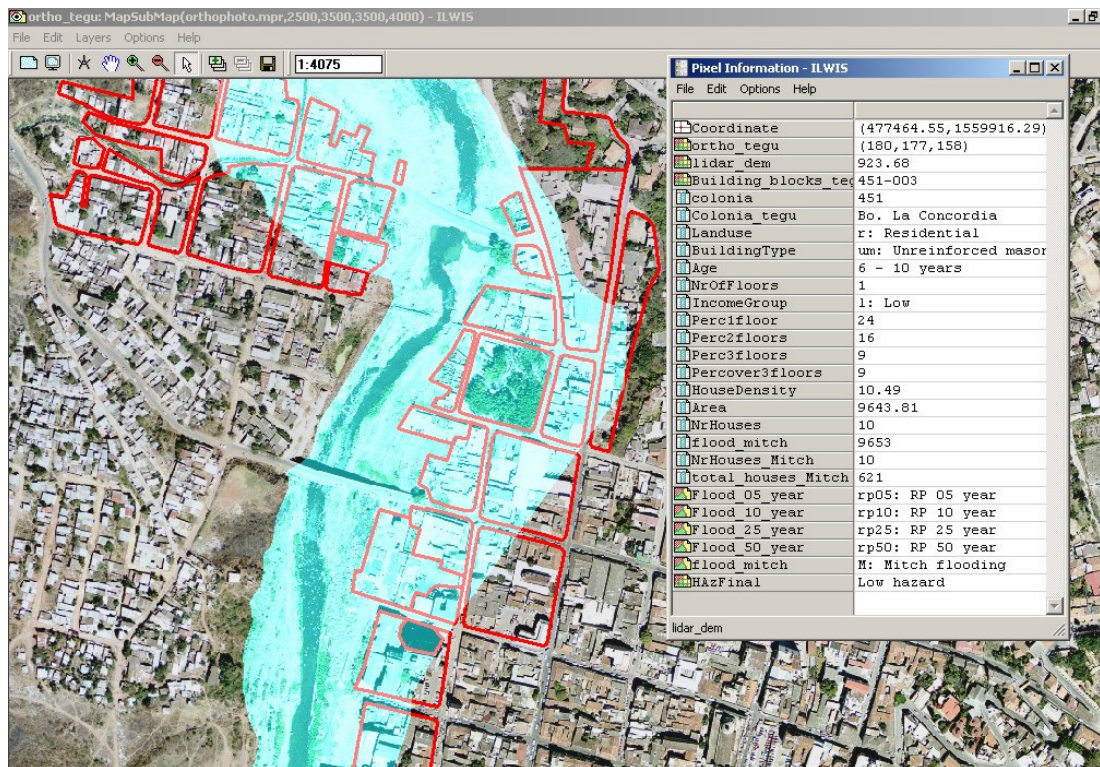 ortho_tegu: MapSubMap(orthophoto.mpr,2500,3500,3500,4000) - ILWIS
File Edit Layers Options Help
1:4075
Pixel Information - ILWIS
File Edit Options Help
Coordinate (477464.55,1559916.29)
ortho_tegu (180,177,158)
lidar_dem 923.68
Building_blocks_teg 451-003
colonia 451
Colonia_tegu Bo. La Concordia
Landuse r: Residential
BuildingType um: Unreinforced mason
Age 6 - 10 years
NrOfFloors 1
IncomeGroup l: Low
Perc1floor 24
Perc2floors 16
Perc3floors 9
Percover3floors 9
HouseDensity 10.49
Area 9643.81
NrHouses 10
flood_mitch 9653
NrHouses_Mitch 10
total_houses_Mitch 621
Flood_05_year rp05: RP 05 year
Flood_10_year rp10: RP 10 year
Flood_25_year rp25: RP 25 year
Flood_50_year rp50: RP 50 year
flood_mitch M: Mitch flooding
HAzFinal Low hazard
lidar_dem